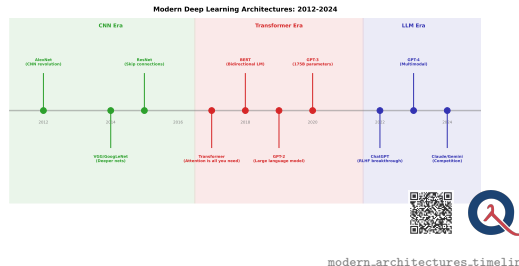 Modern Deep Learning Architectures: 2012-2024
CNN Era
Transformer Era
LLM Era
AlexNet
(CNN revolution)
ResNet
(Skip connections)
BERT
(Bidirectional LM)
GPT-3
(175B parameters)
GPT-4
(Multimodal)
2012
2014
2016
2018
2020
2022
2024
VGG/GoogLeNet
(Deeper nets)
Transformer
(Attention is all you need)
GPT-2
(Large language model)
ChatGPT
(RLHF breakthrough)
Claude/Gemini
(Competition)
modern_architectures_timelin